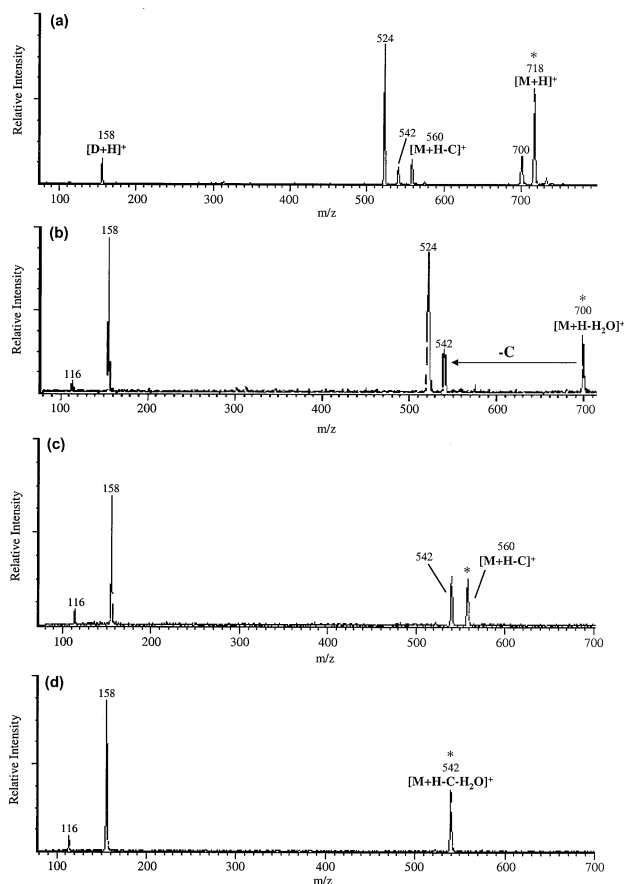 (a)
Relative Intensity
524
*
718
[M+H]⁺
158
[D+H]⁺
542
560
[M+H-C]⁺
700
100 200 300 400 500 600 700
m/z
(b)
Relative Intensity
158
524
*
700
[M+H-H₂O]⁺
542
-C
116
100 200 300 400 500 600 700
m/z
(c)
Relative Intensity
158
542
*
560
[M+H-C]⁺
116
100 200 300 400 500 600 700
m/z
(d)
Relative Intensity
158
*
542
[M+H-C-H₂O]⁺
116
100 200 300 400 500 600 700
m/z